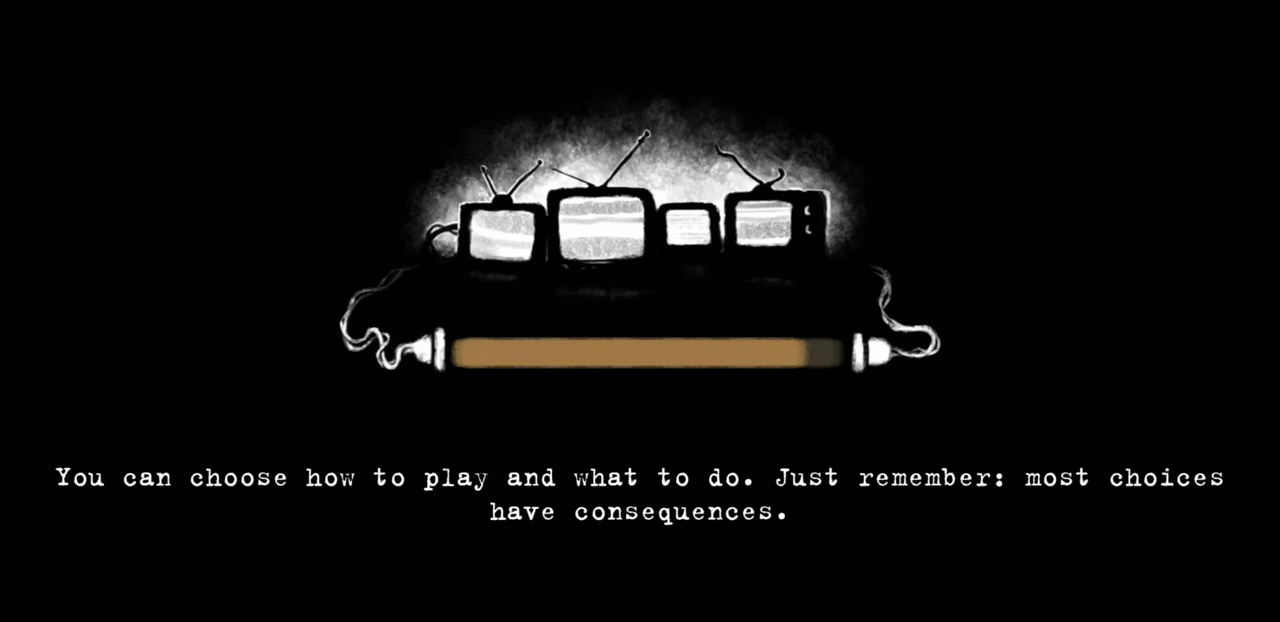 You can choose how to play and what to do. Just remember: most choices
have consequences.